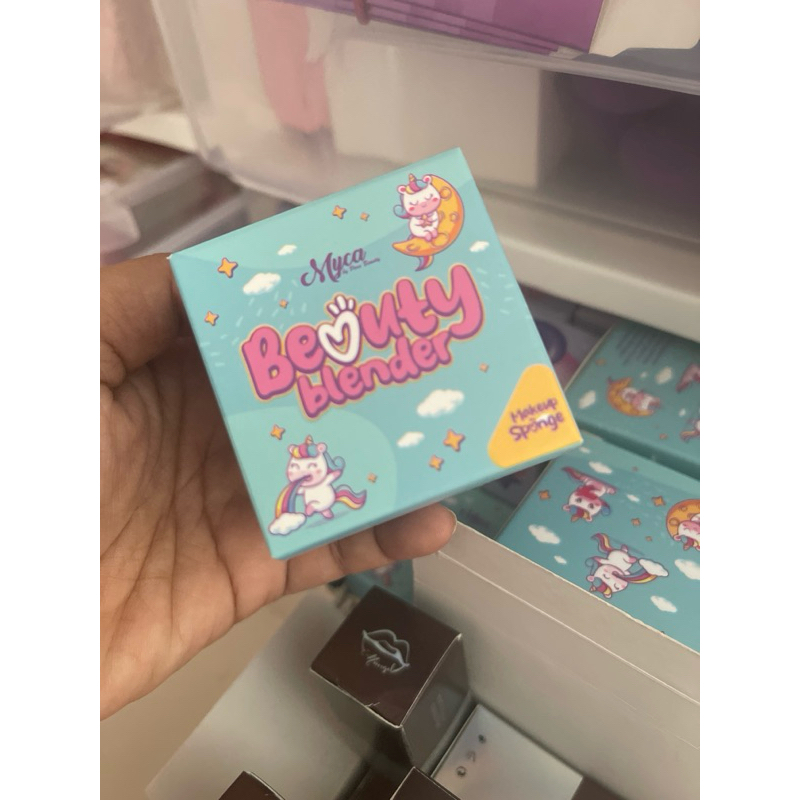 Myca
Beauty
blender
Makeup
Sponge